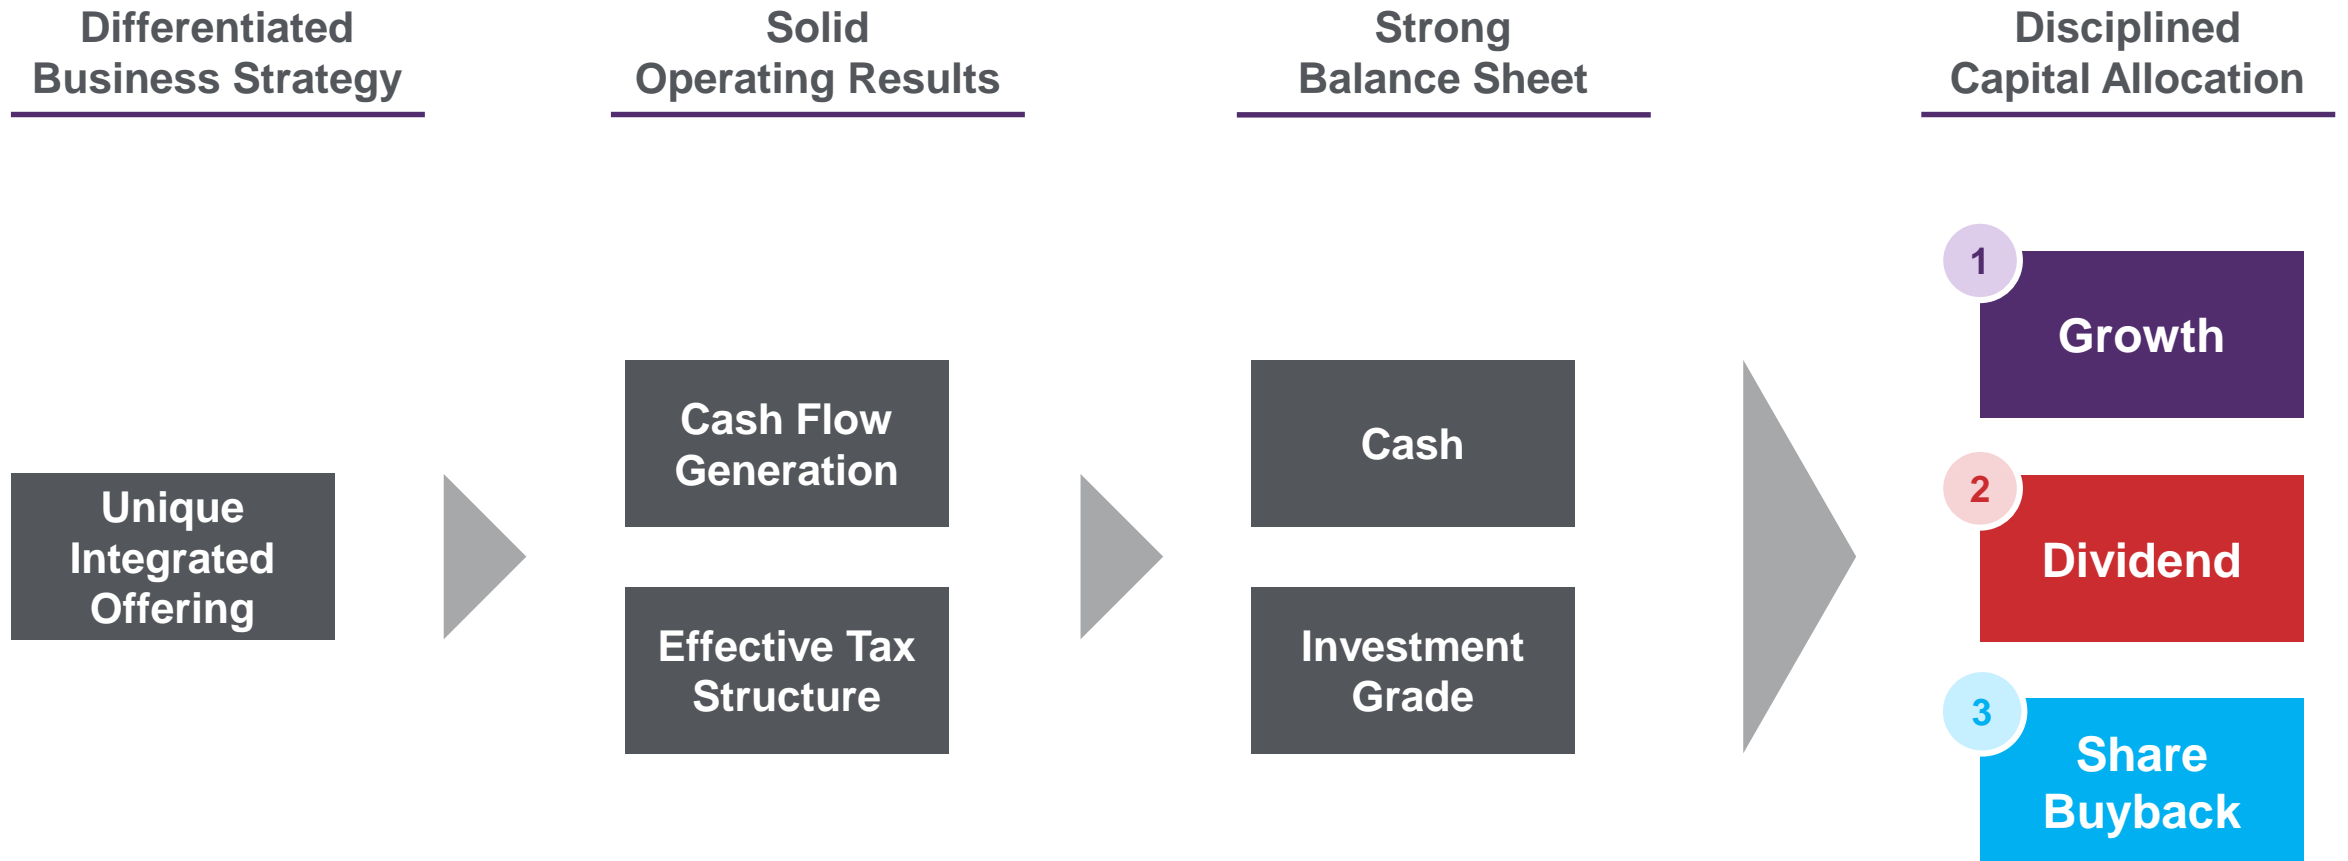 Differentiated
Business Strategy
Solid
Operating Results
Strong
Balance Sheet
Disciplined
Capital Allocation
Unique
Integrated
Offering
Cash Flow
Generation
Effective Tax
Structure
Cash
Investment
Grade
1
Growth
2
Dividend
3
Share
Buyback